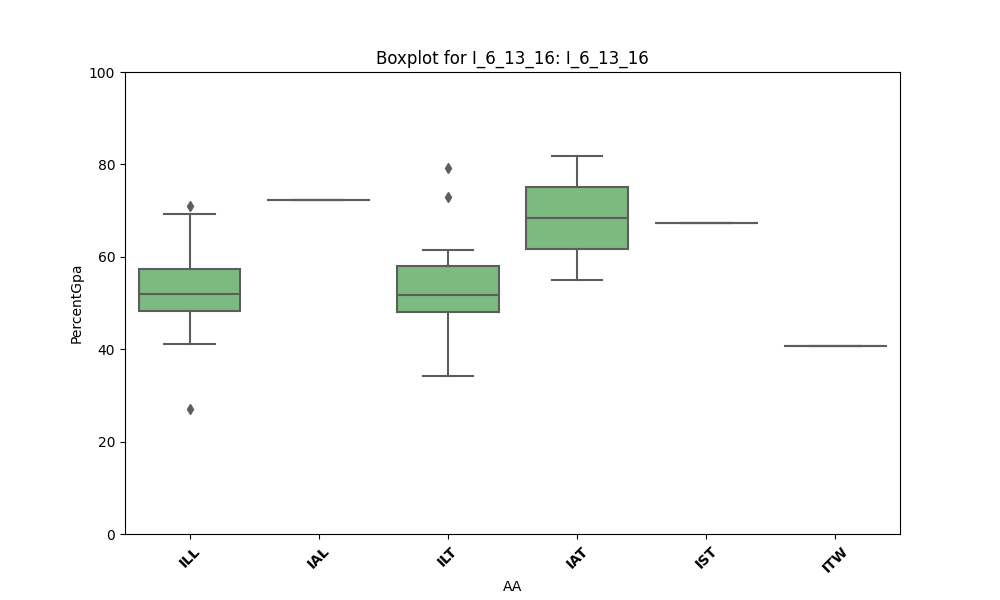 Boxplot for I_6_13_16: I_6_13_16
100
80
60
40
20
0
PercentGpa
ILL
IAL
ILT
IAT
IST
ITW
AA